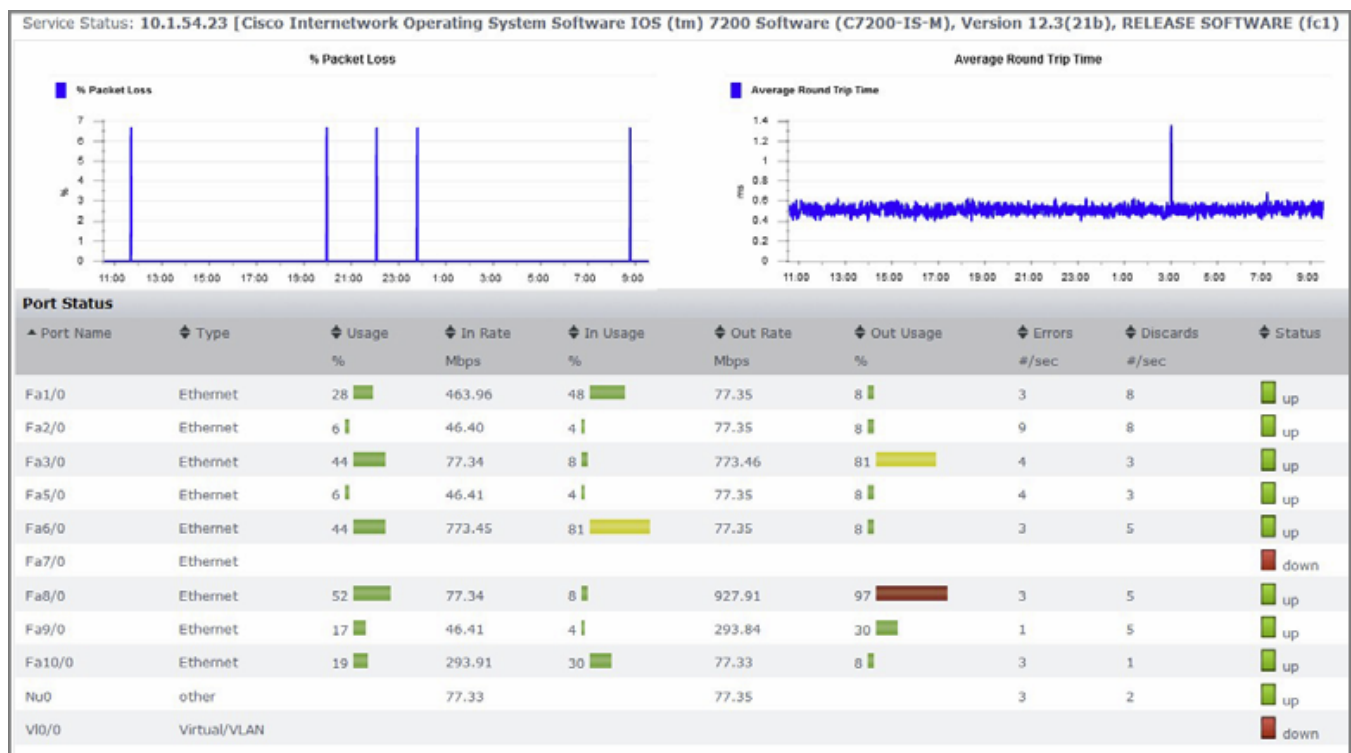 Service Status: 10.1.54.23 [Cisco Internetwork Operating System Software IOS (tm) 7200 Software (C7200-IS-M), Version 12.3(21b), RELEASE SOFTWARE (fc1)
% Packet Loss
% Packet Loss
7
6
5
4
3
2
1
0
%
11:00 13:00 15:00 17:00 19:00 21:00 23:00 1:00 3:00 5:00 7:00 9:00
Average Round Trip Time
Average Round Trip Time
1.4
1.2
1
0.8
0.6
0.4
0.2
0
ms
11:00 13:00 15:00 17:00 19:00 21:00 23:00 1:00 3:00 5:00 7:00 9:00
Port Status
Port Name Type Usage In Rate In Usage Out Rate Out Usage Errors Discards Status
% Mbps % Mbps % #/sec #/sec
Fa1/0 Ethernet 28 463.96 48 77.35 8 3 8 up
Fa2/0 Ethernet 6 46.40 4 77.35 8 9 8 up
Fa3/0 Ethernet 44 77.34 8 773.46 81 4 3 up
Fa5/0 Ethernet 6 46.41 4 77.35 8 4 3 up
Fa6/0 Ethernet 44 773.45 81 77.35 8 3 5 up
Fa7/0 Ethernet down
Fa8/0 Ethernet 52 77.34 8 927.91 97 3 5 up
Fa9/0 Ethernet 17 46.41 4 293.84 30 1 5 up
Fa10/0 Ethernet 19 293.91 30 77.33 8 3 1 up
Nu0 other 77.33 77.35 3 2 up
Vl0/0 Virtual/VLAN down